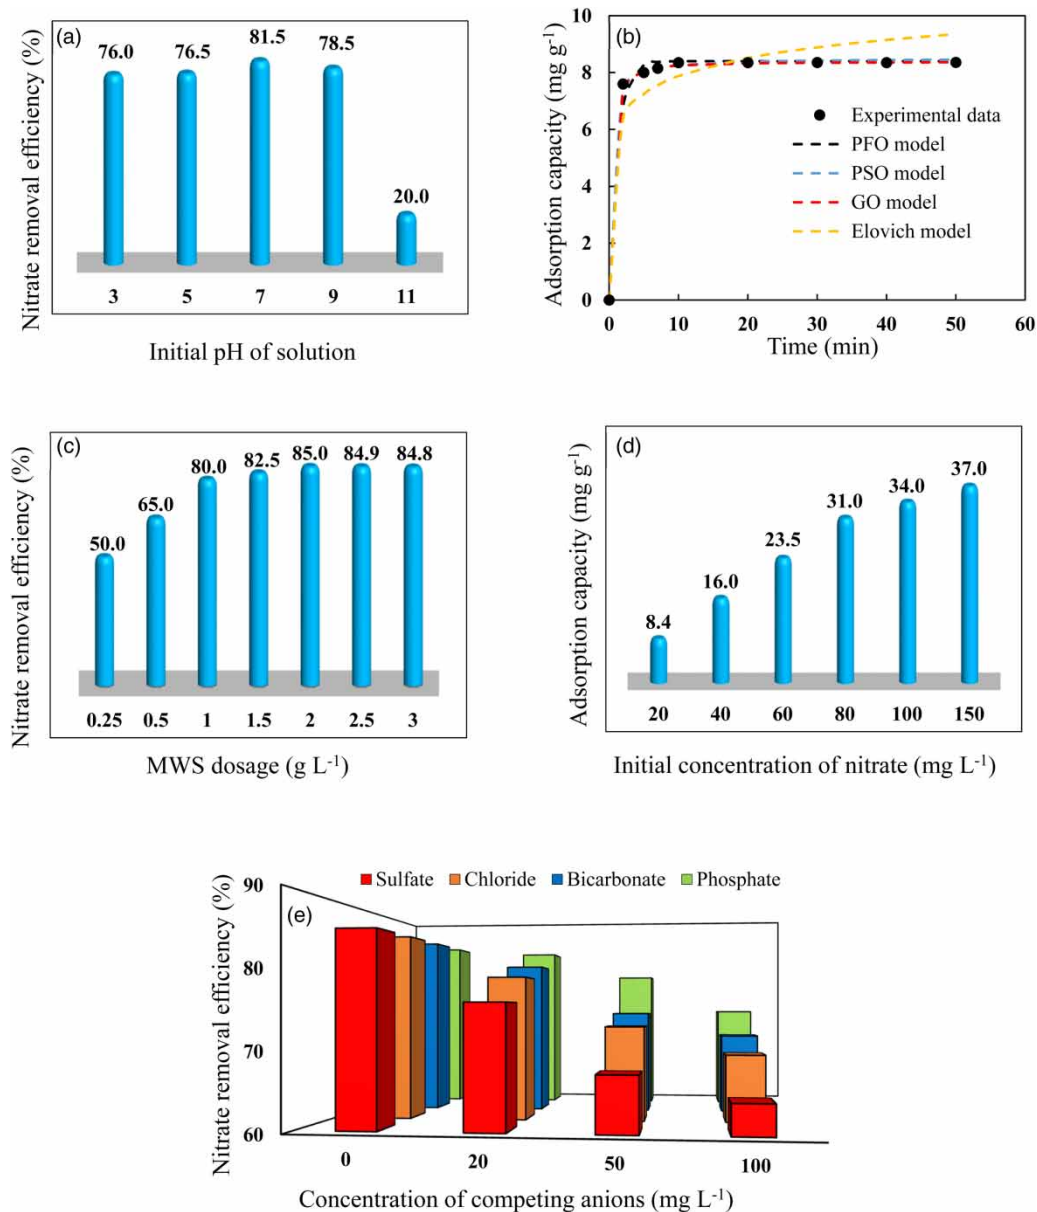 (a)
Nitrate removal efficiency (%)
76.0 76.5 81.5 78.5 20.0
3 5 7 9 11
Initial pH of solution
(b)
Adsorption capacity (mg g-1)
10
8
6
4
2
0
Experimental data
PFO model
PSO model
GO model
Elovich model
0 10 20 30 40 50 60
Time (min)
(c)
Nitrate removal efficiency (%)
50.0 65.0 80.0 82.5 85.0 84.9 84.8
0.25 0.5 1 1.5 2 2.5 3
MWS dosage (g L-1)
(d)
Adsorption capacity (mg g-1)
8.4 16.0 23.5 31.0 34.0 37.0
20 40 60 80 100 150
Initial concentration of nitrate (mg L-1)
Sulfate Chloride Bicarbonate Phosphate
(e)
Nitrate removal efficiency (%)
90
80
70
60
0 20 50 100
Concentration of competing anions (mg L-1)